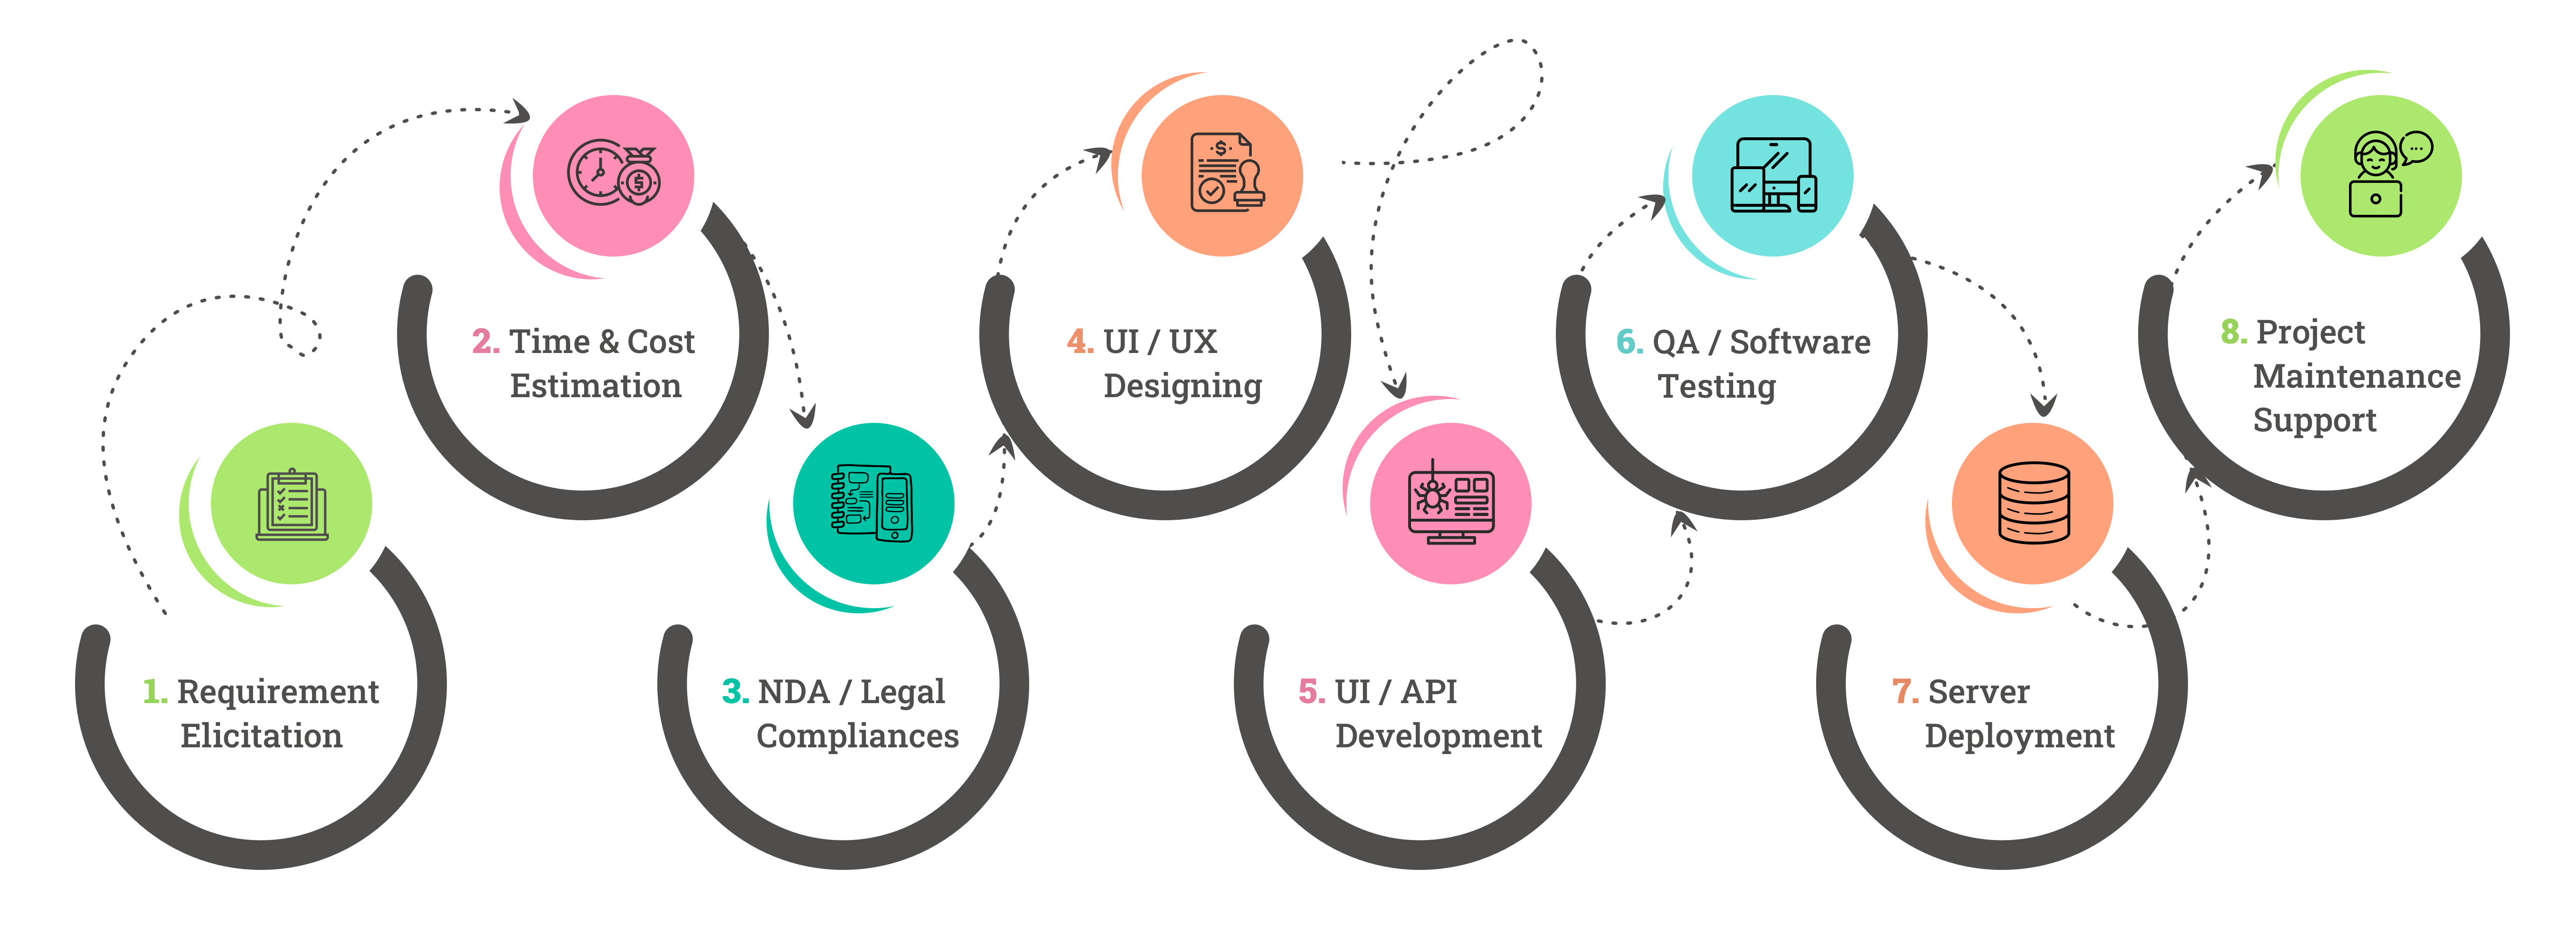 1. Requirement
Elicitation
2. Time & Cost
Estimation
3. NDA / Legal
Compliances
4. UI / UX
Designing
5. UI / API
Development
6. QA / Software
Testing
7. Server
Deployment
8. Project
Maintenance
Support